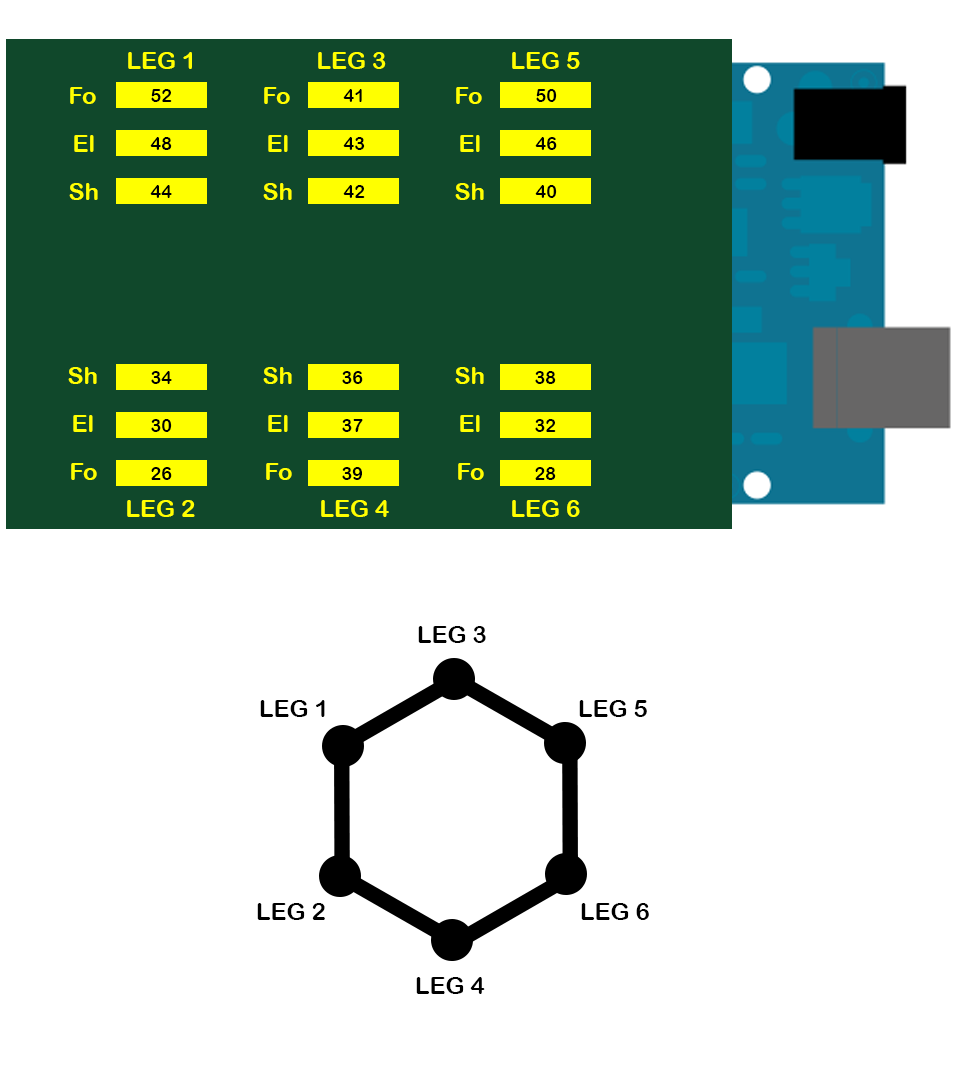 LEG 1 LEG 3 LEG 5
Fo 52 Fo 41 Fo 50
El 48 El 43 El 46
Sh 44 Sh 42 Sh 40
Sh 34 Sh 36 Sh 38
El 30 El 37 El 32
Fo 26 Fo 39 Fo 28
LEG 2 LEG 4 LEG 6
LEG 3
LEG 1 LEG 5
LEG 2 LEG 6
LEG 4